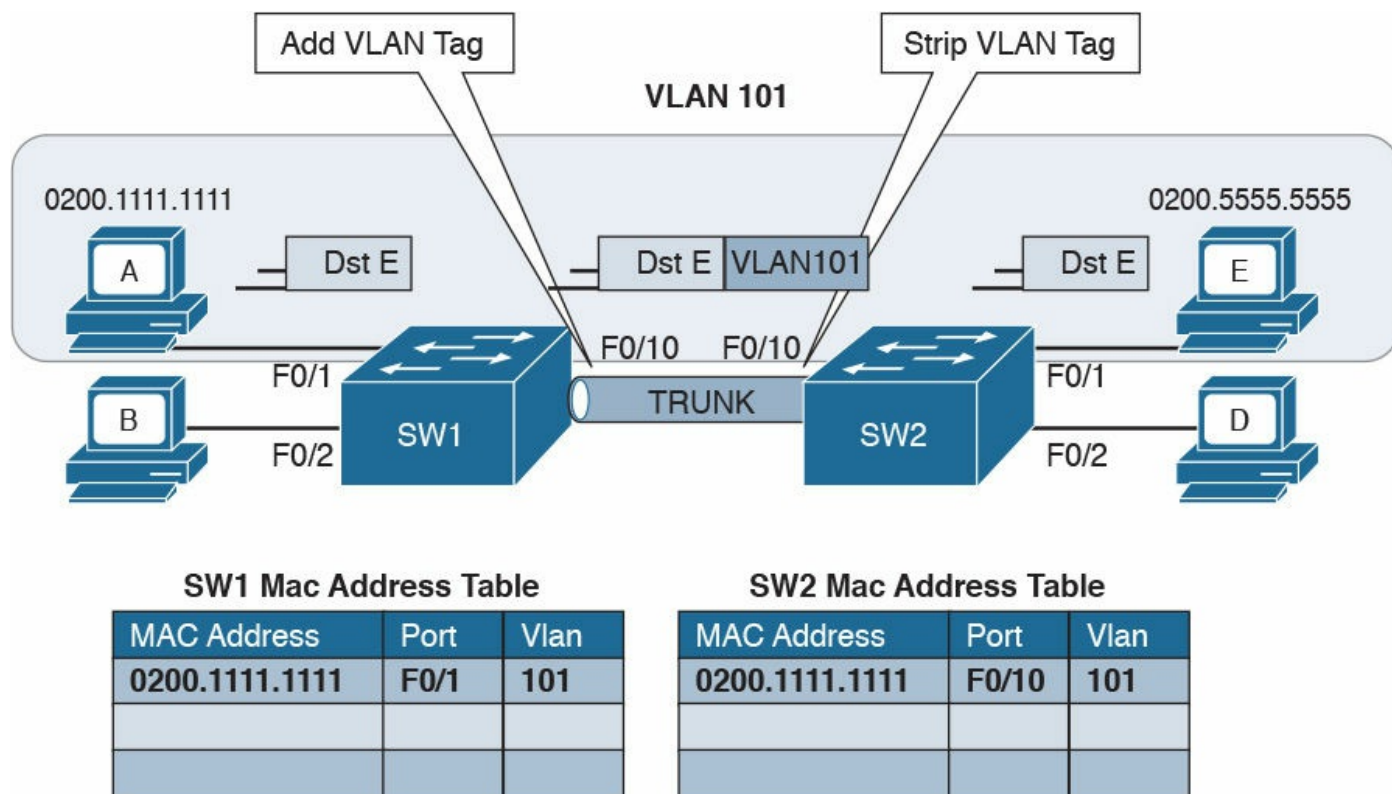 Add VLAN Tag
Strip VLAN Tag
VLAN 101
0200.1111.1111
0200.5555.5555
A
Dst E
Dst E VLAN101
Dst E
E
F0/10 F0/10
F0/1
F0/1
TRUNK
B
SW1
SW2
D
F0/2
F0/2
SW1 Mac Address Table
MAC Address Port Vlan
0200.1111.1111 F0/1 101
SW2 Mac Address Table
MAC Address Port Vlan
0200.1111.1111 F0/10 101